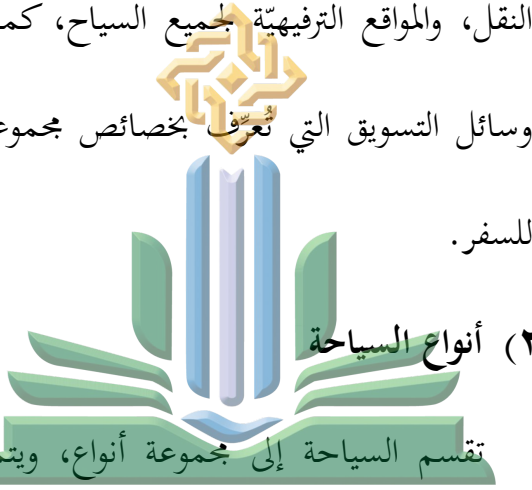 النقل، والمواقع الترفيهيّة لجميع السياح، كم
وسائل التسويق التي تُعرِّف بخصائص مجموع
للسفر.
٢) أنواع السياحة
تقسم السياحة إلى مجموعة أنواع، ويتم